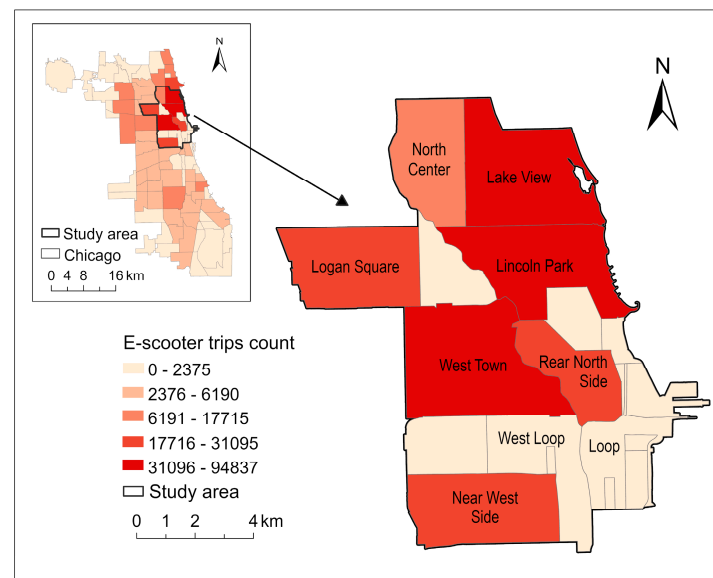 N
Study area
Chicago
0 4 8 16 km
N
North
Center
Lake View
Logan Square
Lincoln Park
West Town
Rear North
Side
West Loop
Loop
Near West
Side
E-scooter trips count
0 - 2375
2376 - 6190
6191 - 17715
17716 - 31095
31096 - 94837
Study area
0 1 2 4 km